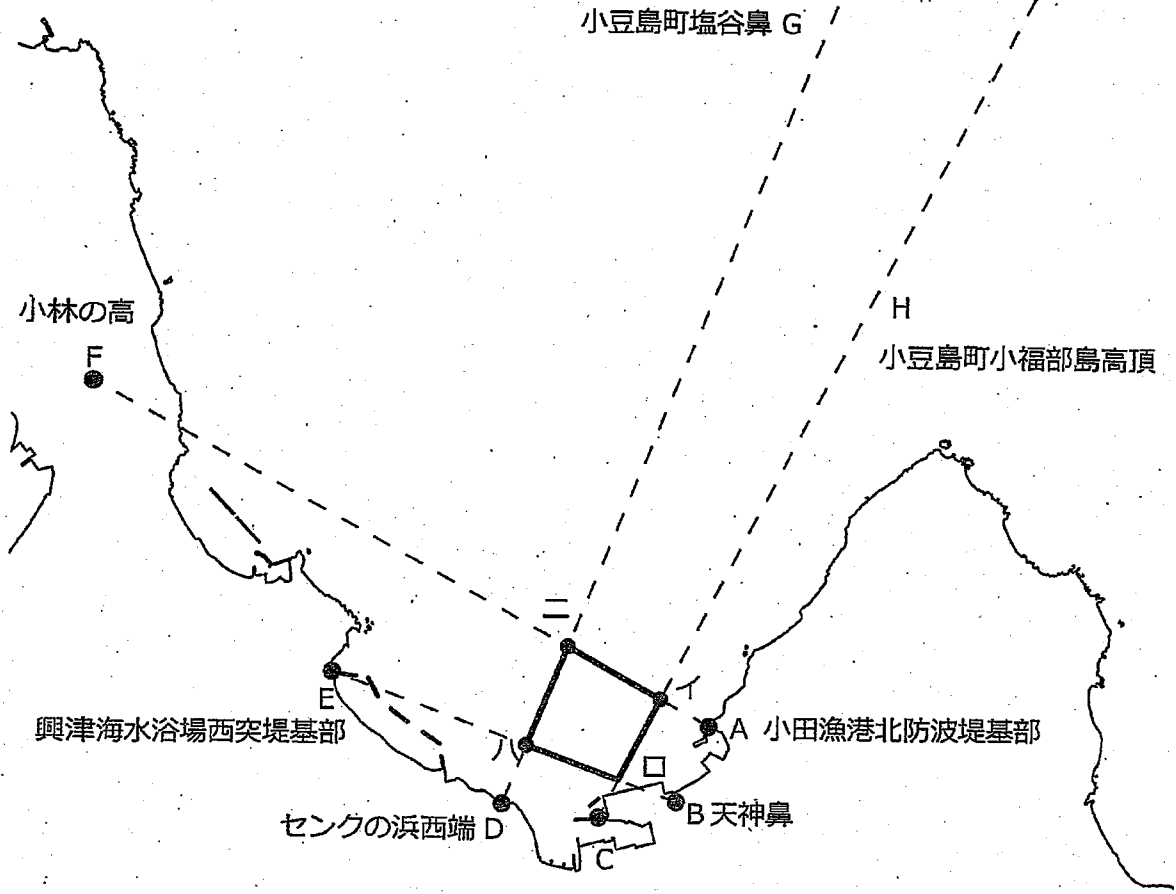 小豆島町塩谷鼻 G
H
小豆島町小福部島高頂
小林の高
F
ニ
イ
A 小田漁港北防波堤基部
E
興津海水浴場西突堤基部
ハ
ロ
B 天神鼻
センクの浜西端 D
C